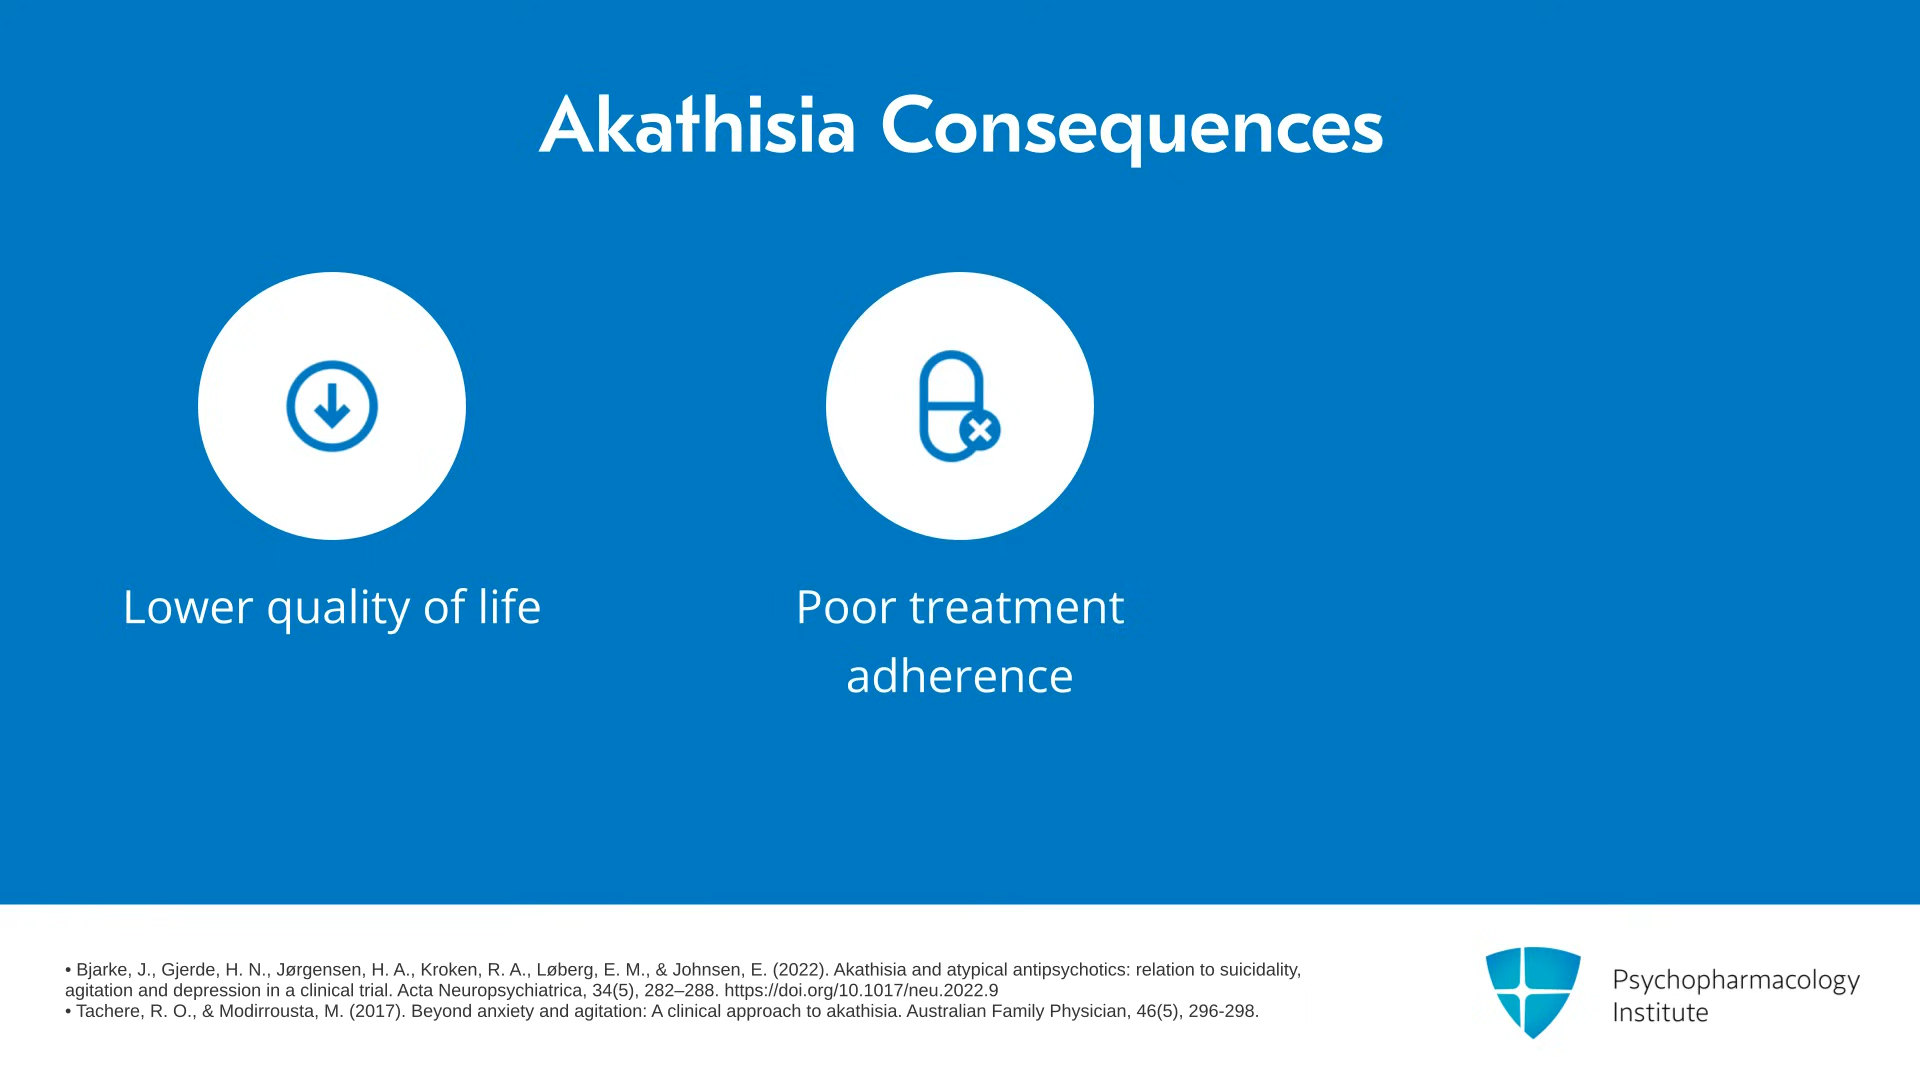 Akathisia Consequences
Lower quality of life
Poor treatment
adherence
• Bjarke, J., Gjerde, H. N., Jørgensen, H. A., Kroken, R. A., Løberg, E. M., & Johnsen, E. (2022). Akathisia and atypical antipsychotics: relation to suicidality,
agitation and depression in a clinical trial. Acta Neuropsychiatrica, 34(5), 282–288. https://doi.org/10.1017/neu.2022.9
• Tachere, R. O., & Modirrousta, M. (2017). Beyond anxiety and agitation: A clinical approach to akathisia. Australian Family Physician, 46(5), 296-298.
Psychopharmacology
Institute